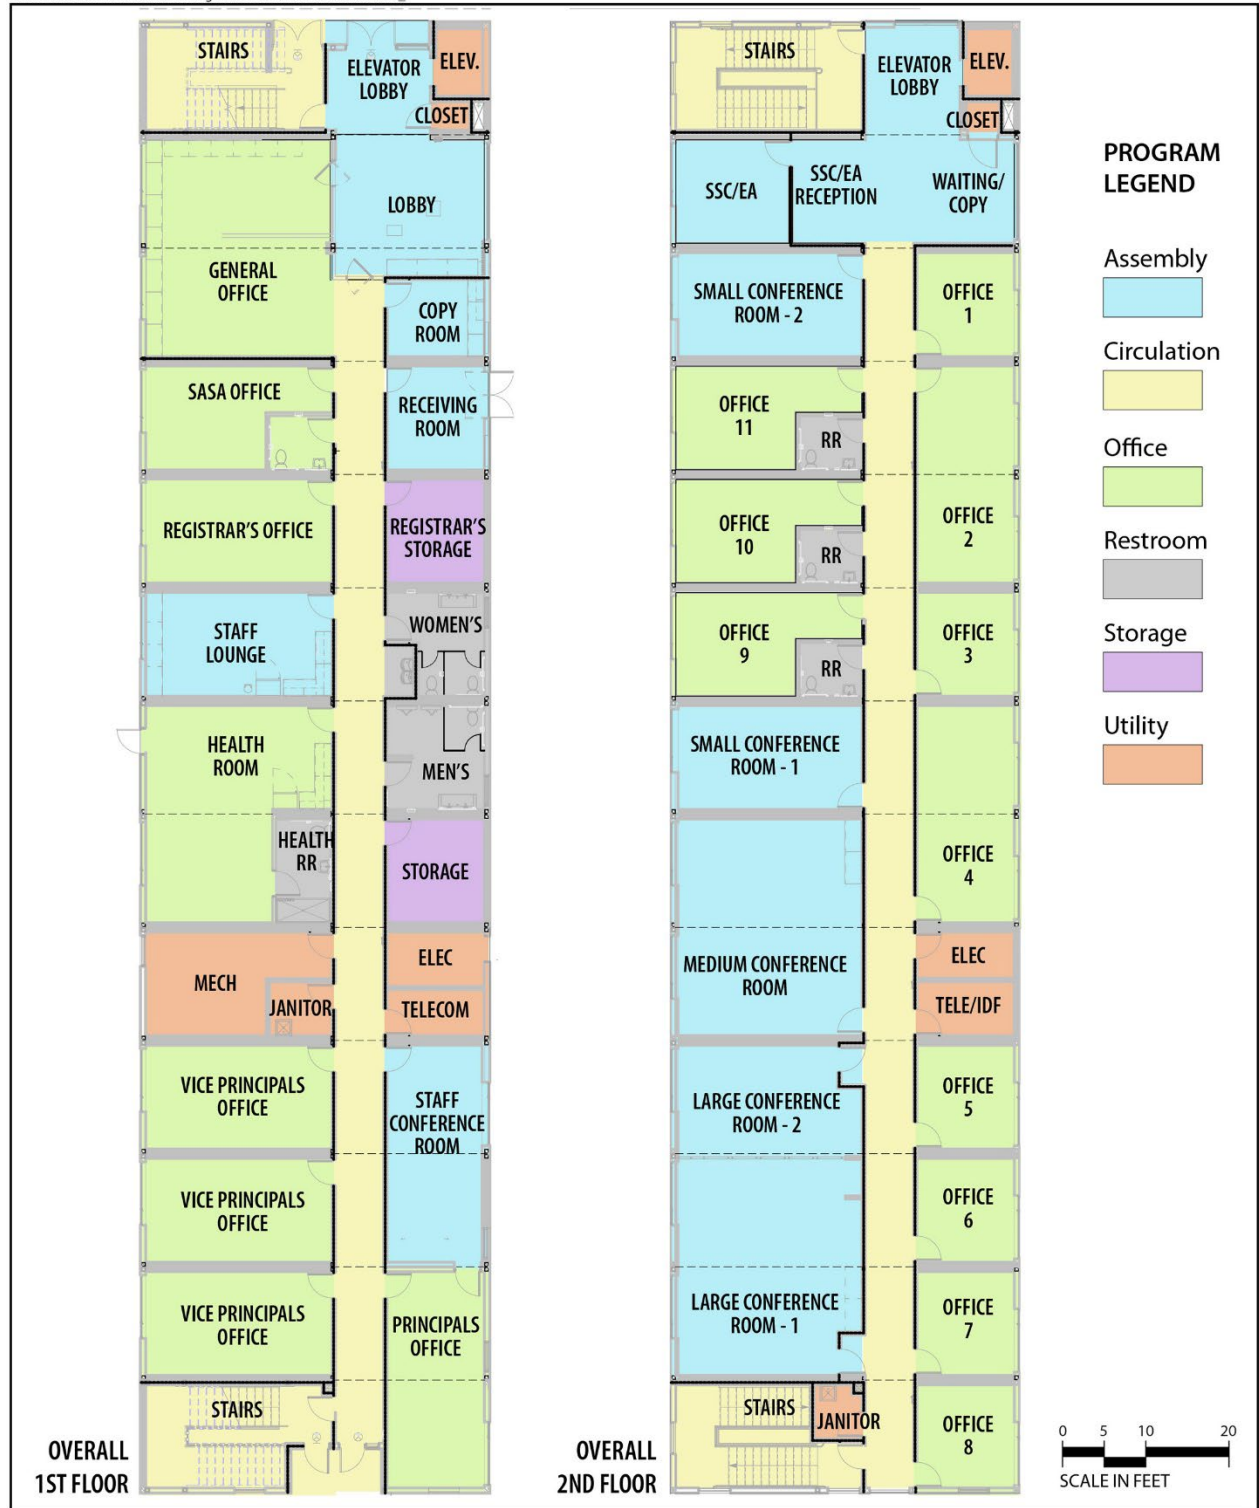 STAIRS
ELEVATOR
LOBBY
ELEV.
CLOSET
LOBBY
GENERAL
OFFICE
COPY
ROOM
SASA OFFICE
RECEIVING
ROOM
REGISTRAR'S OFFICE
REGISTRAR'S
STORAGE
STAFF
LOUNGE
WOMEN'S
HEALTH
ROOM
MEN'S
HEALTH
RR
STORAGE
MECH
JANITOR
ELEC
TELECOM
VICE PRINCIPALS
OFFICE
STAFF
CONFERENCE
ROOM
VICE PRINCIPALS
OFFICE
VICE PRINCIPALS
OFFICE
PRINCIPALS
OFFICE
STAIRS
OVERALL
1ST FLOOR
STAIRS
ELEVATOR
LOBBY
ELEV.
CLOSET
SSC/EA
SSC/EA
RECEPTION
WAITING/
COPY
SMALL CONFERENCE
ROOM - 2
OFFICE
1
OFFICE
11
RR
OFFICE
10
RR
OFFICE
2
OFFICE
9
RR
OFFICE
3
SMALL CONFERENCE
ROOM - 1
OFFICE
4
MEDIUM CONFERENCE
ROOM
ELEC
TELE/IDF
LARGE CONFERENCE
ROOM - 2
OFFICE
5
OFFICE
6
LARGE CONFERENCE
ROOM - 1
OFFICE
7
STAIRS
JANITOR
OFFICE
8
OVERALL
2ND FLOOR
PROGRAM
LEGEND
Assembly
Circulation
Office
Restroom
Storage
Utility
0 5 10 20
SCALE IN FEET